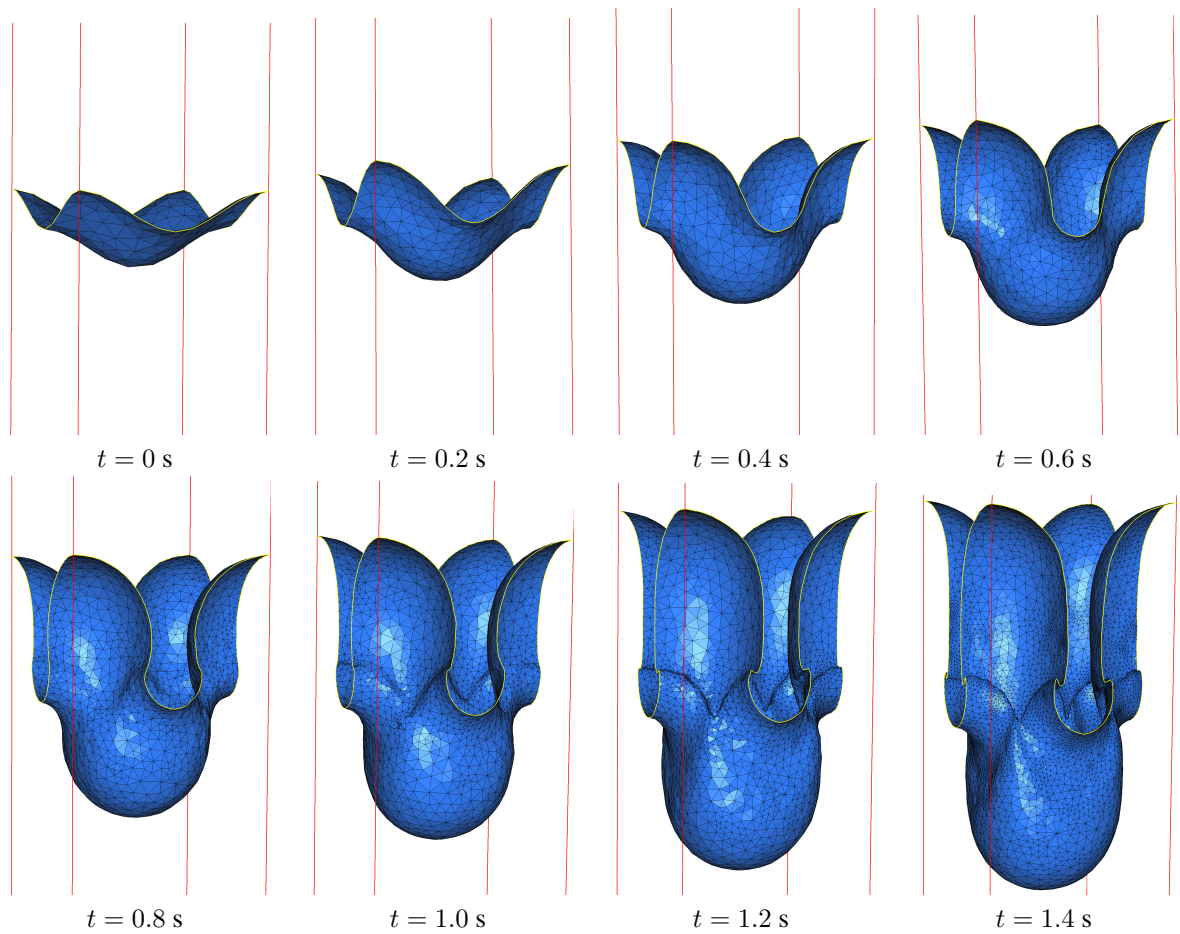 t = 0 s
t = 0.2 s
t = 0.4 s
t = 0.6 s
t = 0.8 s
t = 1.0 s
t = 1.2 s
t = 1.4 s